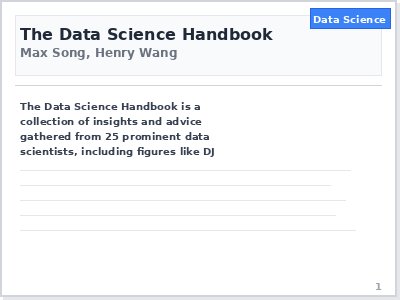 Data Science
The Data Science Handbook
Max Song, Henry Wang
The Data Science Handbook is a
collection of insights and advice
gathered from 25 prominent data
scientists, including figures like DJ
1